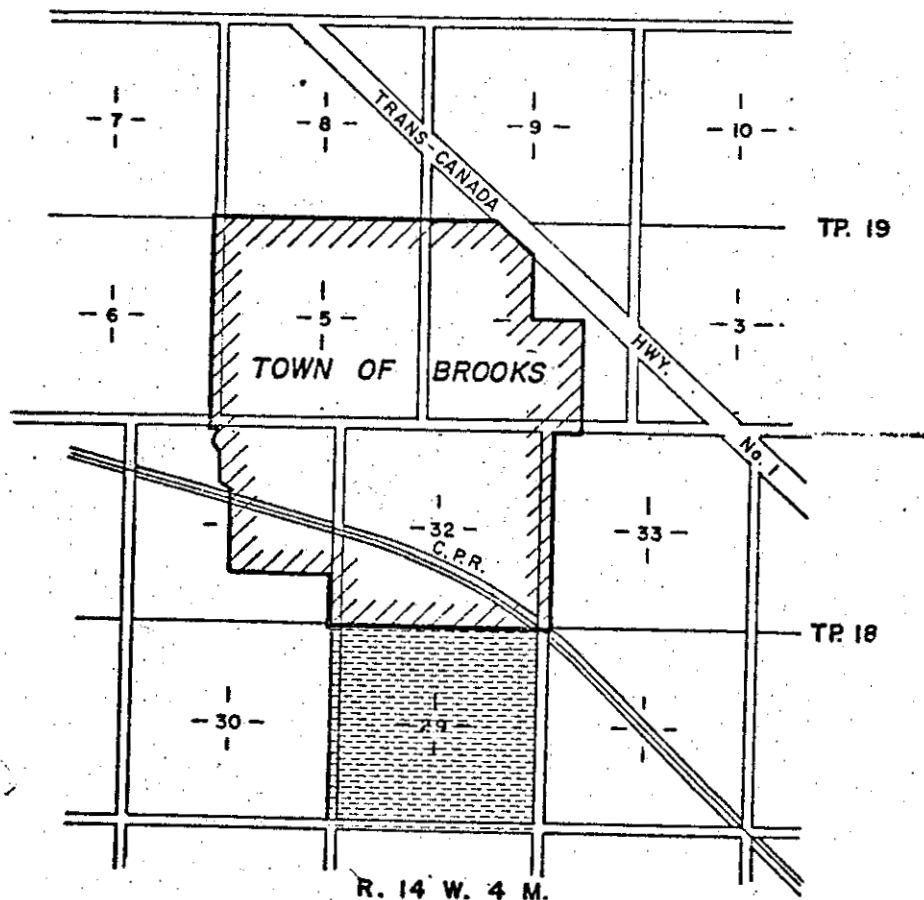 - 7 -
- 8 -
- 9 -
- 10 -
TRANS-CANADA
HWY.
No. 1
TP. 19
- 6 -
- 5 -
- 3 -
TOWN OF BROOKS
- 32 -
- 33 -
C.P.R.
TP. 18
- 30 -
- 29 -
R. 14 W. 4 M.